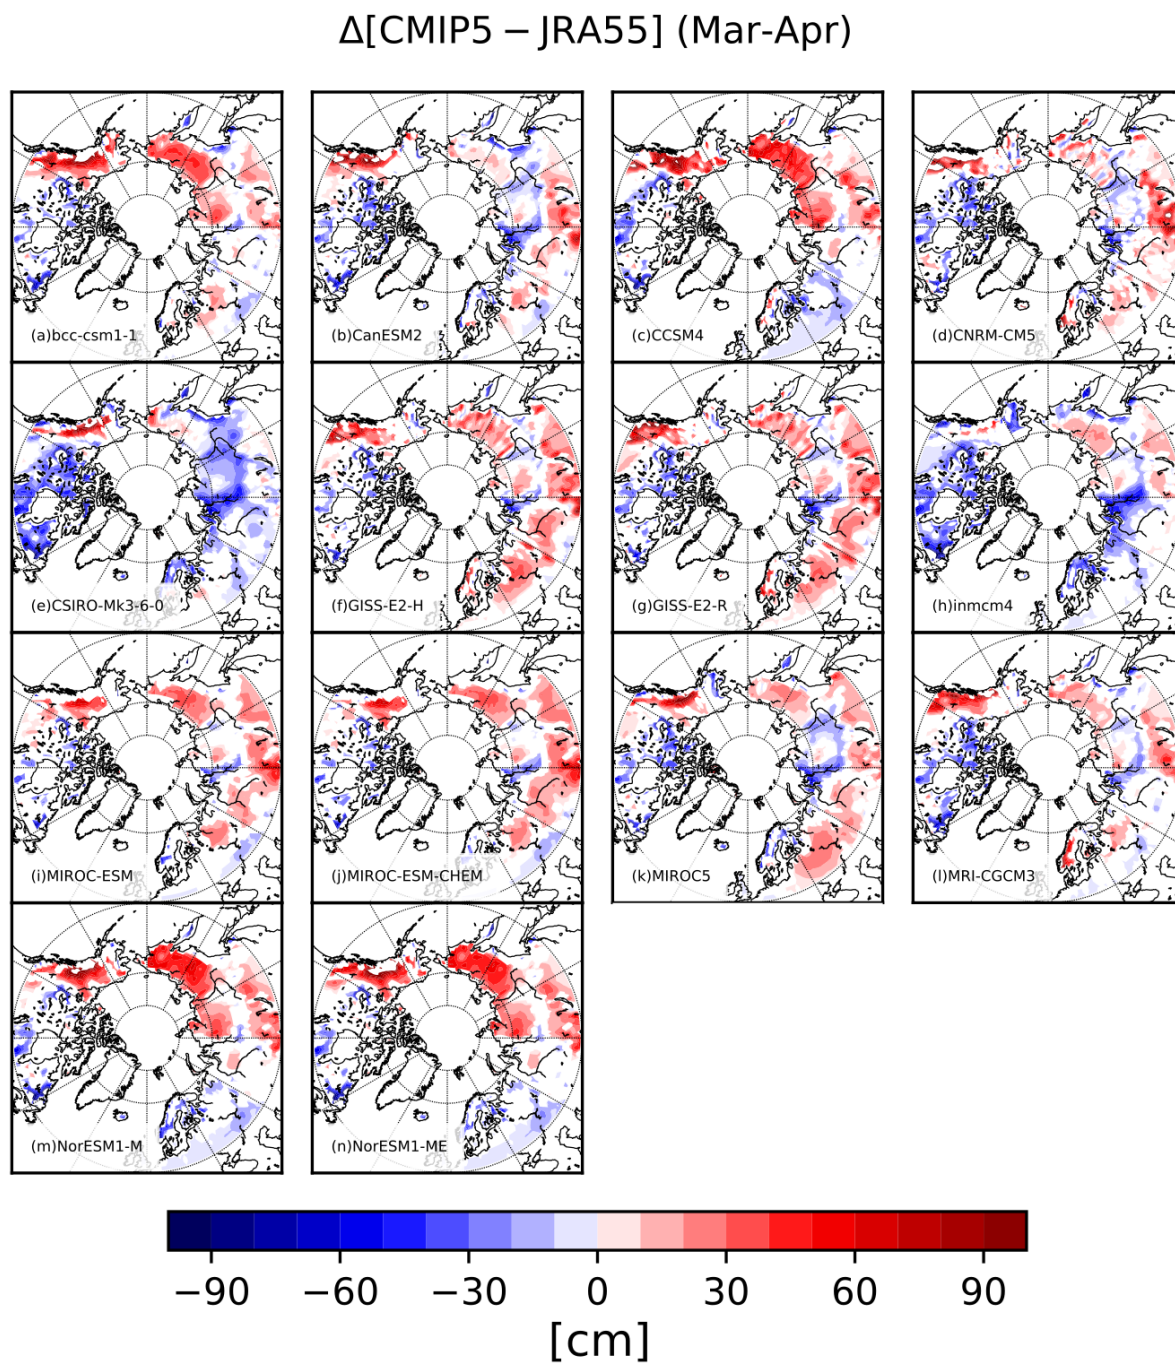 Δ[CMIP5 − JRA55] (Mar-Apr)
(a)bcc-csm1-1
(b)CanESM2
(c)CCSM4
(d)CNRM-CM5
(e)CSIRO-Mk3-6-0
(f)GISS-E2-H
(g)GISS-E2-R
(h)inmcm4
(i)MIROC-ESM
(j)MIROC-ESM-CHEM
(k)MIROC5
(l)MRI-CGCM3
(m)NorESM1-M
(n)NorESM1-ME
−90 −60 −30 0 30 60 90
[cm]